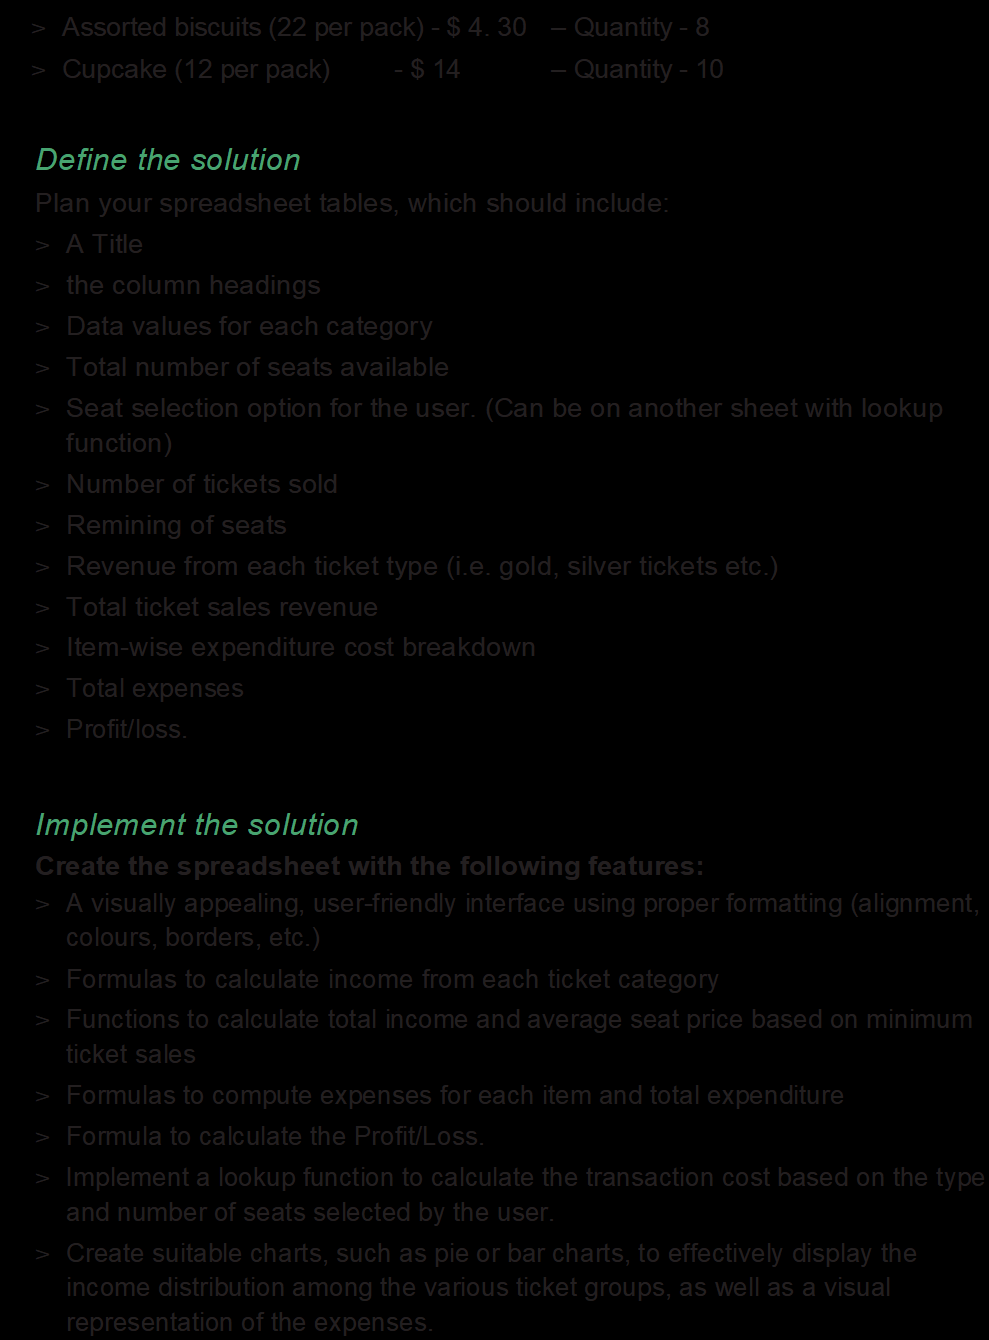 > Assorted biscuits (22 per pack) - $ 4. 30 – Quantity - 8
> Cupcake (12 per pack) - $ 14 – Quantity - 10
Define the solution
Plan your spreadsheet tables, which should include:
> A Title
> the column headings
> Data values for each category
> Total number of seats available
> Seat selection option for the user. (Can be on another sheet with lookup
function)
> Number of tickets sold
> Remining of seats
> Revenue from each ticket type (i.e. gold, silver tickets etc.)
> Total ticket sales revenue
> Item-wise expenditure cost breakdown
> Total expenses
> Profit/loss.
Implement the solution
Create the spreadsheet with the following features:
> A visually appealing, user-friendly interface using proper formatting (alignment,
colours, borders, etc.)
> Formulas to calculate income from each ticket category
> Functions to calculate total income and average seat price based on minimum
ticket sales
> Formulas to compute expenses for each item and total expenditure
> Formula to calculate the Profit/Loss.
> Implement a lookup function to calculate the transaction cost based on the type
and number of seats selected by the user.
> Create suitable charts, such as pie or bar charts, to effectively display the
income distribution among the various ticket groups, as well as a visual
representation of the expenses.